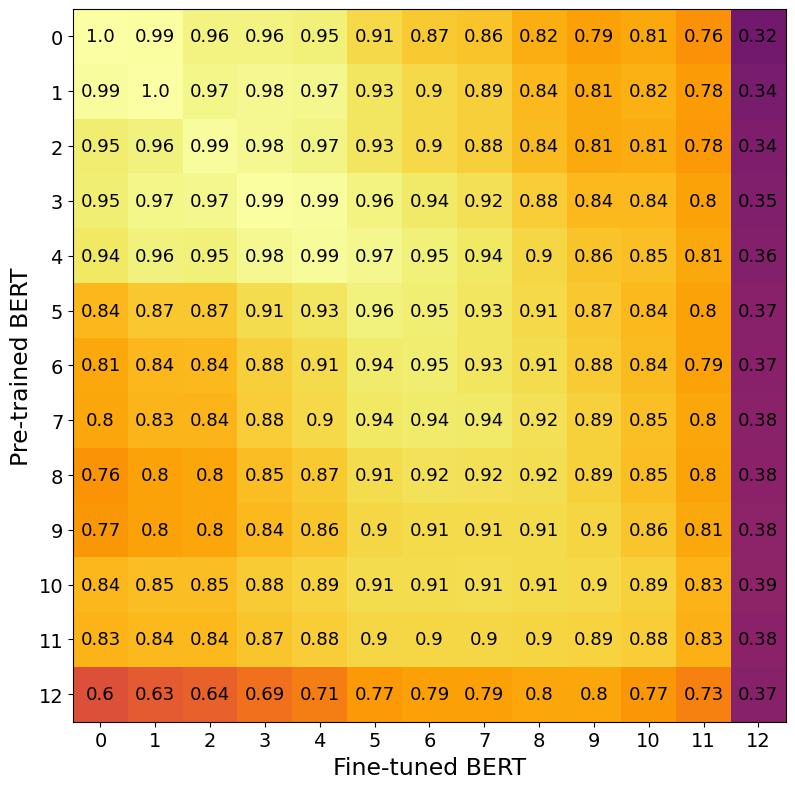 0 1.0 0.99 0.96 0.96 0.95 0.91 0.87 0.86 0.82 0.79 0.81 0.76 0.32
1 0.99 1.0 0.97 0.98 0.97 0.93 0.9 0.89 0.84 0.81 0.82 0.78 0.34
2 0.95 0.96 0.99 0.98 0.97 0.93 0.9 0.88 0.84 0.81 0.81 0.78 0.34
3 0.95 0.97 0.97 0.99 0.99 0.96 0.94 0.92 0.88 0.84 0.84 0.8 0.35
4 0.94 0.96 0.95 0.98 0.99 0.97 0.95 0.94 0.9 0.86 0.85 0.81 0.36
5 0.84 0.87 0.87 0.91 0.93 0.96 0.95 0.93 0.91 0.87 0.84 0.8 0.37
6 0.81 0.84 0.84 0.88 0.91 0.94 0.95 0.93 0.91 0.88 0.84 0.79 0.37
7 0.8 0.83 0.84 0.88 0.9 0.94 0.94 0.94 0.92 0.89 0.85 0.8 0.38
8 0.76 0.8 0.8 0.85 0.87 0.91 0.92 0.92 0.92 0.89 0.85 0.8 0.38
9 0.77 0.8 0.8 0.84 0.86 0.9 0.91 0.91 0.91 0.9 0.86 0.81 0.38
10 0.84 0.85 0.85 0.88 0.89 0.91 0.91 0.91 0.91 0.9 0.89 0.83 0.39
11 0.83 0.84 0.84 0.87 0.88 0.9 0.9 0.9 0.9 0.89 0.88 0.83 0.38
12 0.6 0.63 0.64 0.69 0.71 0.77 0.79 0.79 0.8 0.8 0.77 0.73 0.37
0 1 2 3 4 5 6 7 8 9 10 11 12
Fine-tuned BERT
Pre-trained BERT